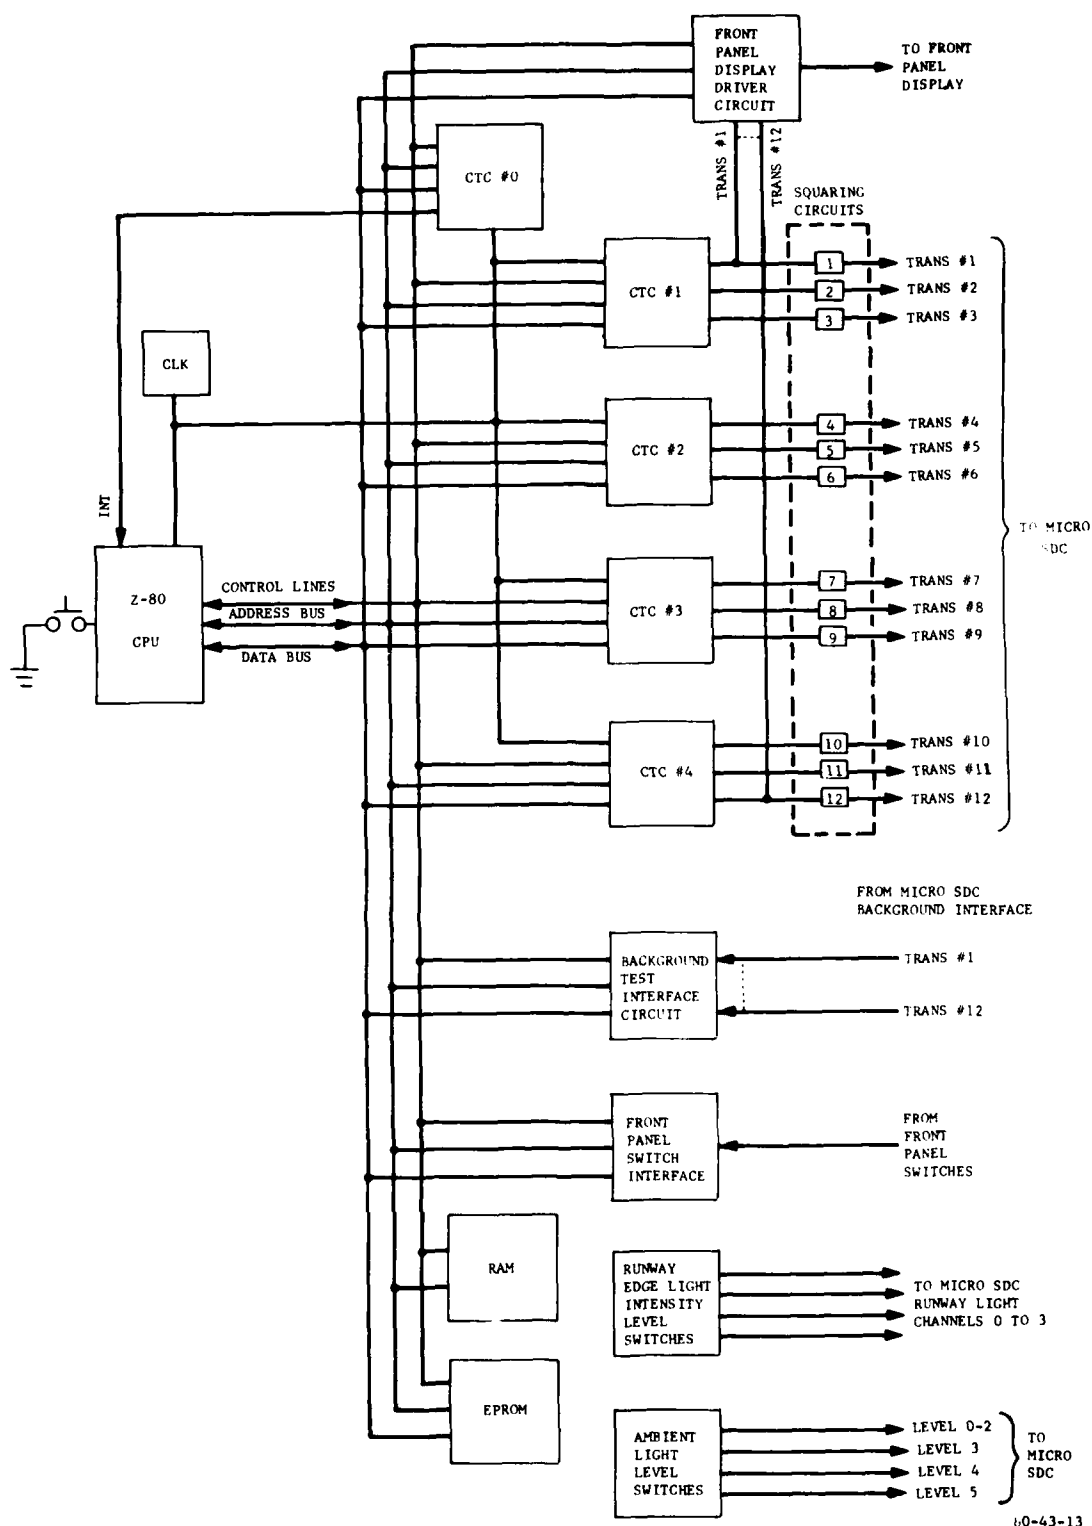 FRONT
PANEL
DISPLAY
DRIVER
CIRCUIT
TO FRONT
PANEL
DISPLAY
TRANS #1
TRANS #12
CTC #0
SQUARING
CIRCUITS
CTC #1
1
TRANS #1
2
TRANS #2
3
TRANS #3
CLK
CTC #2
4
TRANS #4
5
TRANS #5
6
TRANS #6
INT
TO MICRO
SDC
Z-80
CPU
CONTROL LINES
ADDRESS BUS
DATA BUS
CTC #3
7
TRANS #7
8
TRANS #8
9
TRANS #9
CTC #4
10
TRANS #10
11
TRANS #11
12
TRANS #12
FROM MICRO SDC
BACKGROUND INTERFACE
BACKGROUND
TEST
INTERFACE
CIRCUIT
TRANS #1
TRANS #12
FRONT
PANEL
SWITCH
INTERFACE
FROM
FRONT
PANEL
SWITCHES
RAM
RUNWAY
EDGE LIGHT
INTENSITY
LEVEL
SWITCHES
TO MICRO SDC
RUNWAY LIGHT
CHANNELS 0 TO 3
EPROM
AMBIENT
LIGHT
LEVEL
SWITCHES
LEVEL 0-2
LEVEL 3
LEVEL 4
LEVEL 5
TO
MICRO
SDC
60-43-13